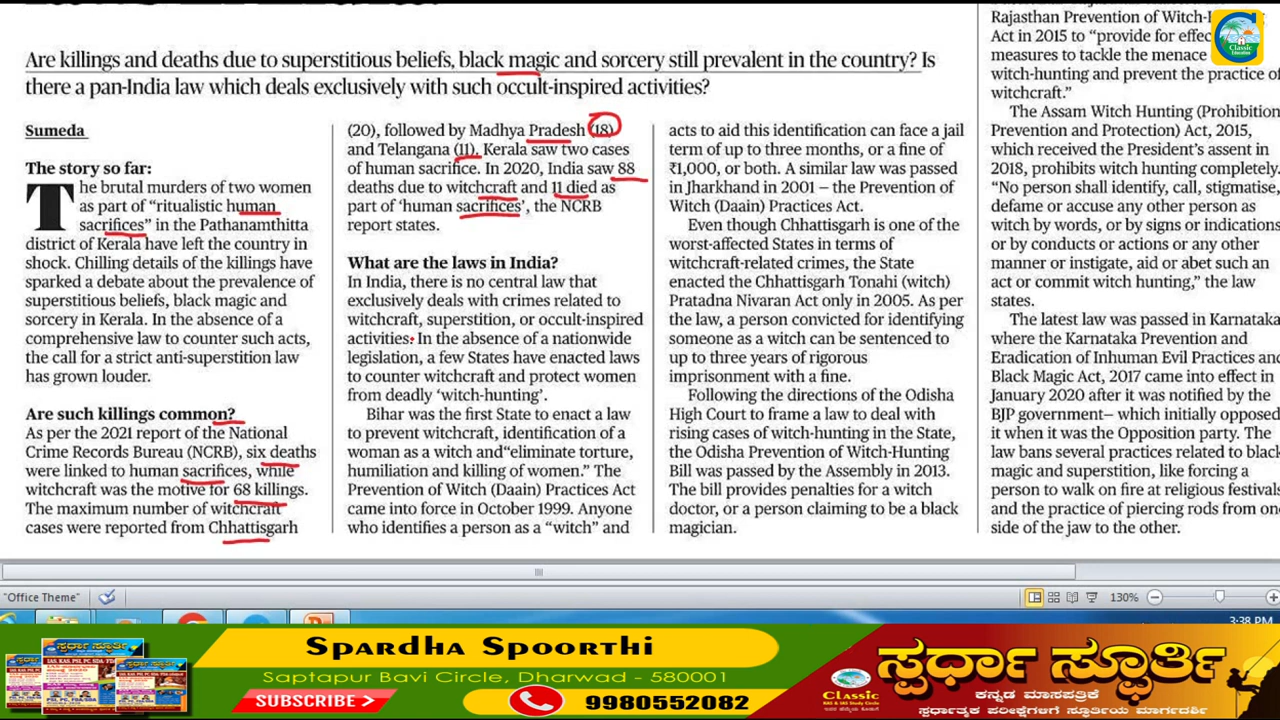 Are killings and deaths due to superstitious beliefs, black magic and sorcery still prevalent in the country? Is
there a pan-India law which deals exclusively with such occult-inspired activities?
Sumeda
The story so far:
The brutal murders of two women
as part of “ritualistic human
sacrifices” in the Pathanamthitta
district of Kerala have left the country in
shock. Chilling details of the killings have
sparked a debate about the prevalence of
superstitious beliefs, black magic and
sorcery in Kerala. In the absence of a
comprehensive law to counter such acts,
the call for a strict anti-superstition law
has grown louder.
Are such killings common?
As per the 2021 report of the National
Crime Records Bureau (NCRB), six deaths
were linked to human sacrifices, while
witchcraft was the motive for 68 killings.
The maximum number of witchcraft
cases were reported from Chhattisgarh
(20), followed by Madhya Pradesh (18)
and Telangana (11). Kerala saw two cases
of human sacrifice. In 2020, India saw 88
deaths due to witchcraft and 11 died as
part of ‘human sacrifices’, the NCRB
report states.
What are the laws in India?
In India, there is no central law that
exclusively deals with crimes related to
witchcraft, superstition, or occult-inspired
activities. In the absence of a nationwide
legislation, a few States have enacted laws
to counter witchcraft and protect women
from deadly ‘witch-hunting’.
Bihar was the first State to enact a law
to prevent witchcraft, identification of a
woman as a witch and “eliminate torture,
humiliation and killing of women.” The
Prevention of Witch (Daain) Practices Act
came into force in October 1999. Anyone
who identifies a person as a “witch” and
acts to aid this identification can face a jail
term of up to three months, or a fine of
₹1,000, or both. A similar law was passed
in Jharkhand in 2001 – the Prevention of
Witch (Daain) Practices Act.
Even though Chhattisgarh is one of the
worst-affected States in terms of
witchcraft-related crimes, the State
enacted the Chhattisgarh Tonahi (witch)
Pratadna Nivaran Act only in 2005. As per
the law, a person convicted for identifying
someone as a witch can be sentenced to
up to three years of rigorous
imprisonment with a fine.
Following the directions of the Odisha
High Court to frame a law to deal with
rising cases of witch-hunting in the State,
the Odisha Prevention of Witch-Hunting
Bill was passed by the Assembly in 2013.
The bill provides penalties for a witch
doctor, or a person claiming to be a black
magician.
Rajasthan Prevention of
Act in 2015 to “provide for
measures to tackle the menace
witch-hunting and prevent the practice of
witchcraft.”
The Assam Witch Hunting (Prohibition
Prevention and Protection) Act, 2015,
which received the President’s assent in
2018, prohibits witch hunting completely.
“No person shall identify, call, stigmatise,
defame or accuse any other person as
witch by words, or by signs or indications
or by conducts or actions or any other
manner or instigate, aid or abet such an
act or commit witch hunting,” the law
states.
The latest law was passed in Karnataka
where the Karnataka Prevention and
Eradication of Inhuman Evil Practices and
Black Magic Act, 2017 came into effect in
January 2020 after it was notified by the
BJP government– which initially opposed
it when it was the Opposition party. The
law bans several practices related to black
magic and superstition, like forcing a
person to walk on fire at religious festivals
and the practice of piercing rods from one
side of the jaw to the other.
Classic
Education
"Office Theme"
130%
3:38 PM
Spardha Spoorthi
Saptapur Bavi Circle, Dharwad - 580001
SUBSCRIBE
9980552082
Classic
ಸ್ಪರ್ಧಾ ಸ್ಫೂರ್ತಿ
ಕನ್ನಡ ಮಾಸಪತ್ರಿಕೆ
ಸ್ಪರ್ಧಾತ್ಮಕ ಪರೀಕ್ಷೆಗಳಿಗೆ ಸ್ಫೂರ್ತಿಯ ಮಾರ್ಗದರ್ಶಿ